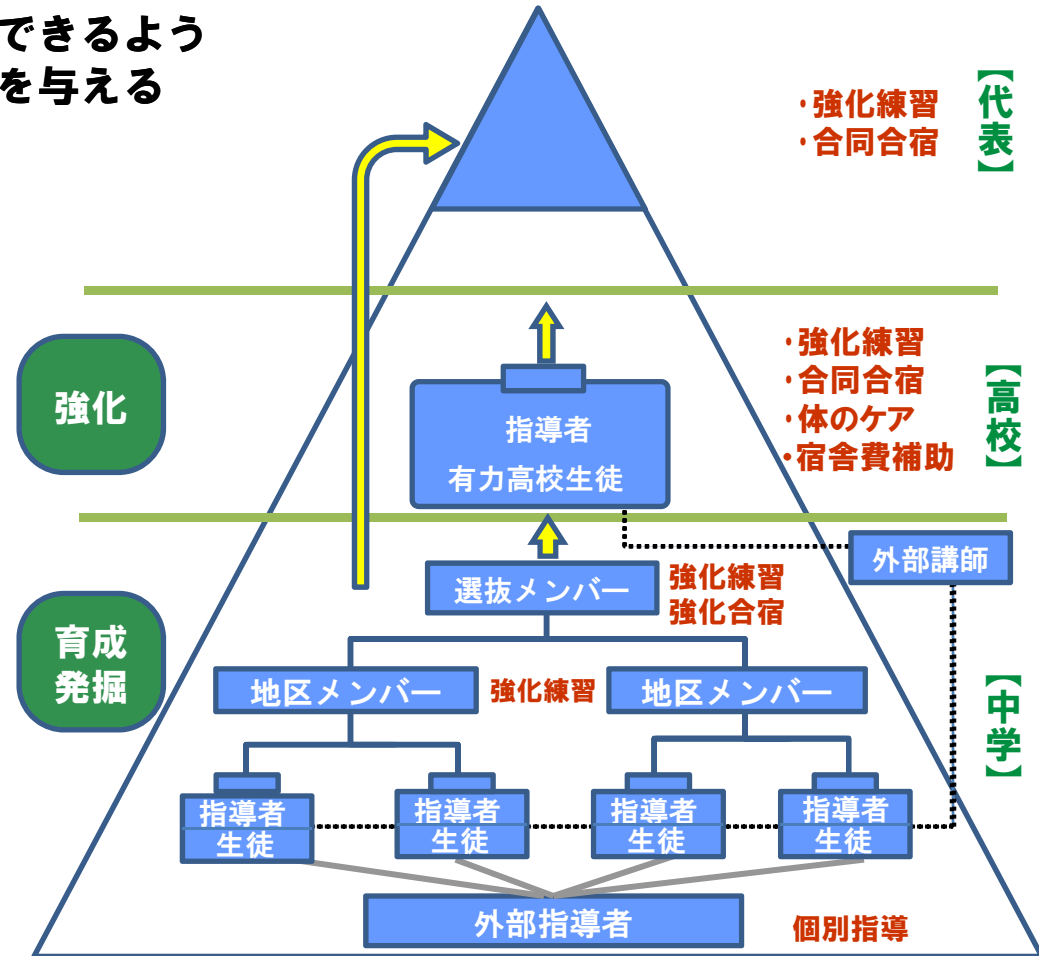 できるよう
を与える
・強化練習
・合同合宿
【代表】
強化
指導者
有力高校生徒
・強化練習
・合同合宿
・体のケア
・宿舎費補助
【高校】
外部講師
選抜メンバー
強化練習
強化合宿
育成
発掘
地区メンバー
強化練習
地区メンバー
【中学】
指導者
生徒
指導者
生徒
指導者
生徒
指導者
生徒
外部指導者
個別指導